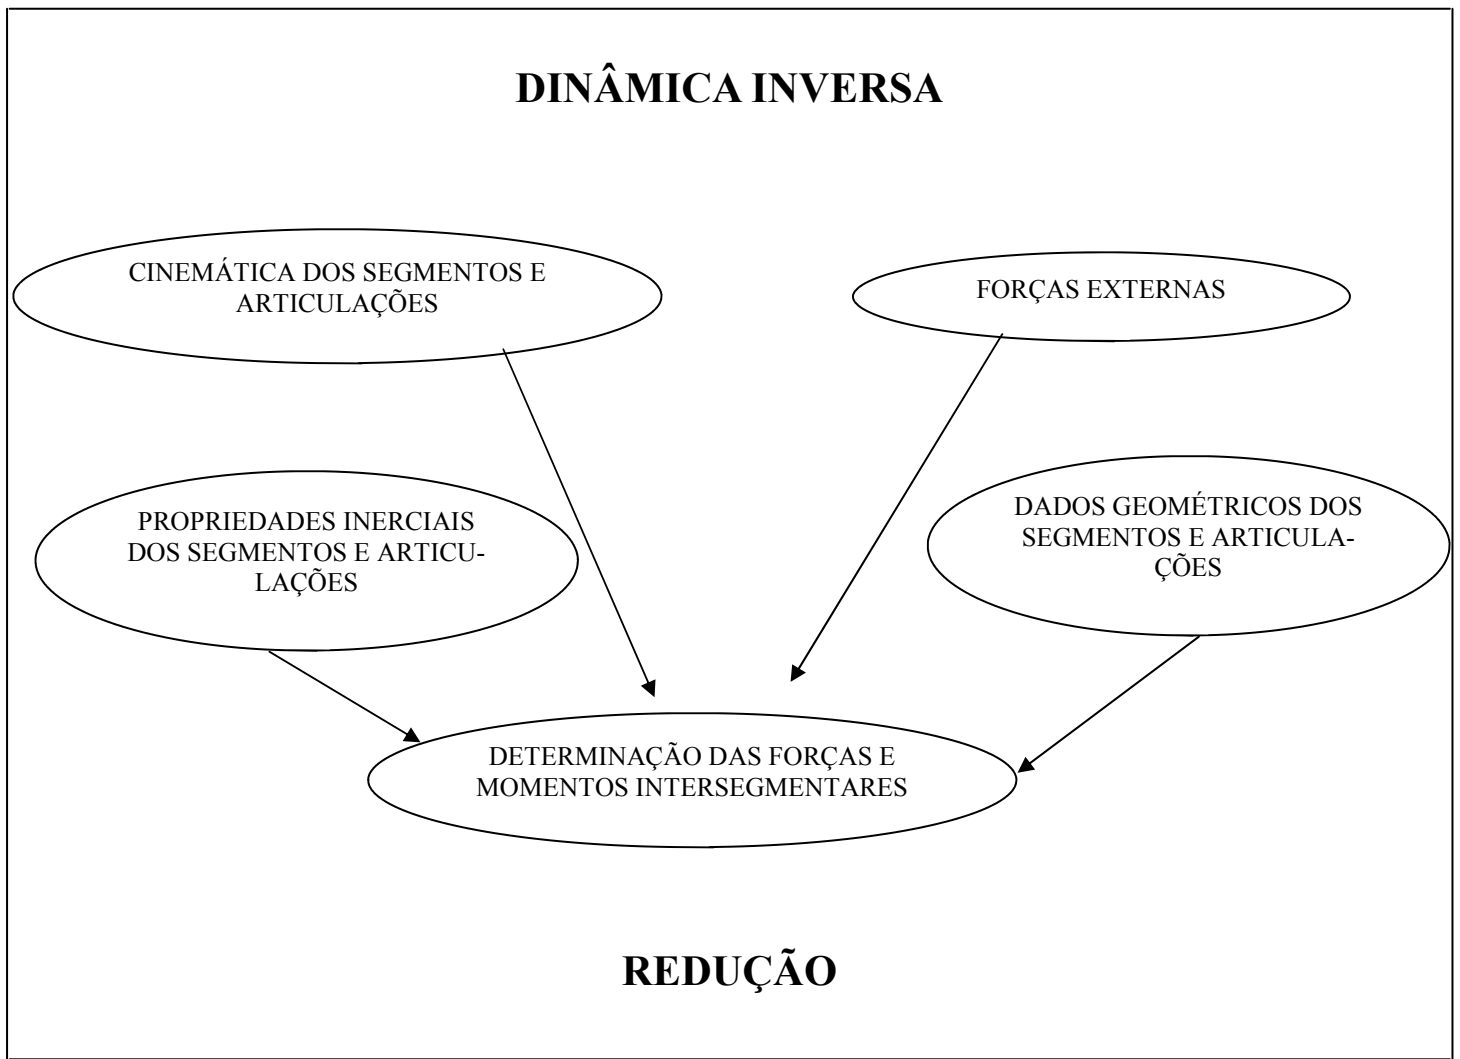 DINÂMICA INVERSA
CINEMÁTICA DOS SEGMENTOS E
ARTICULAÇÕES
FORÇAS EXTERNAS
PROPRIEDADES INERCIAIS
DOS SEGMENTOS E ARTICU-
LAÇÕES
DADOS GEOMÉTRICOS DOS
SEGMENTOS E ARTICULA-
ÇÕES
DETERMINAÇÃO DAS FORÇAS E
MOMENTOS INTERSEGMENTARES
REDUÇÃO